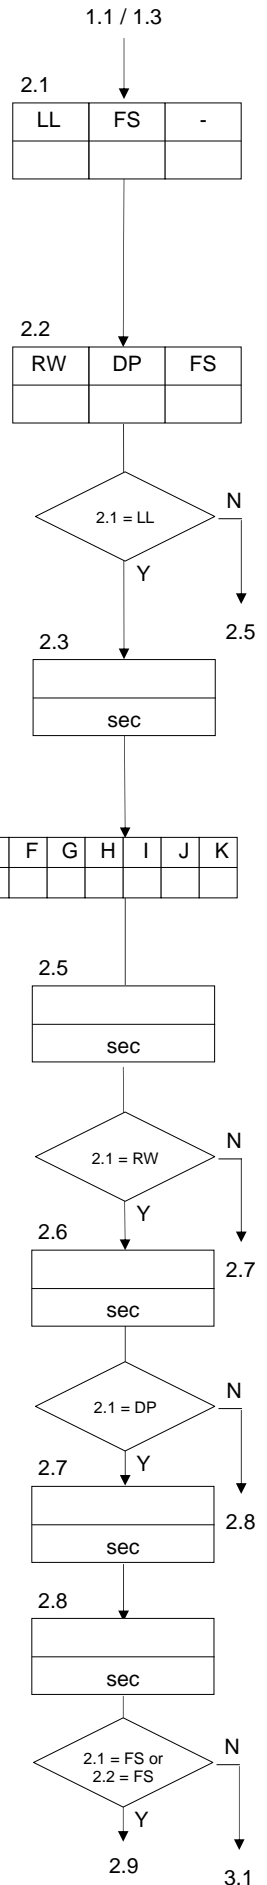 1.1 / 1.3
2.1
LL FS -
2.2
RW DP FS
2.1 = LL
N
Y
2.5
2.3
sec
F G H I J K
2.5
sec
2.1 = RW
N
Y
2.7
2.6
sec
2.1 = DP
N
Y
2.8
2.7
sec
2.8
sec
2.1 = FS or
2.2 = FS
N
Y
2.9
3.1